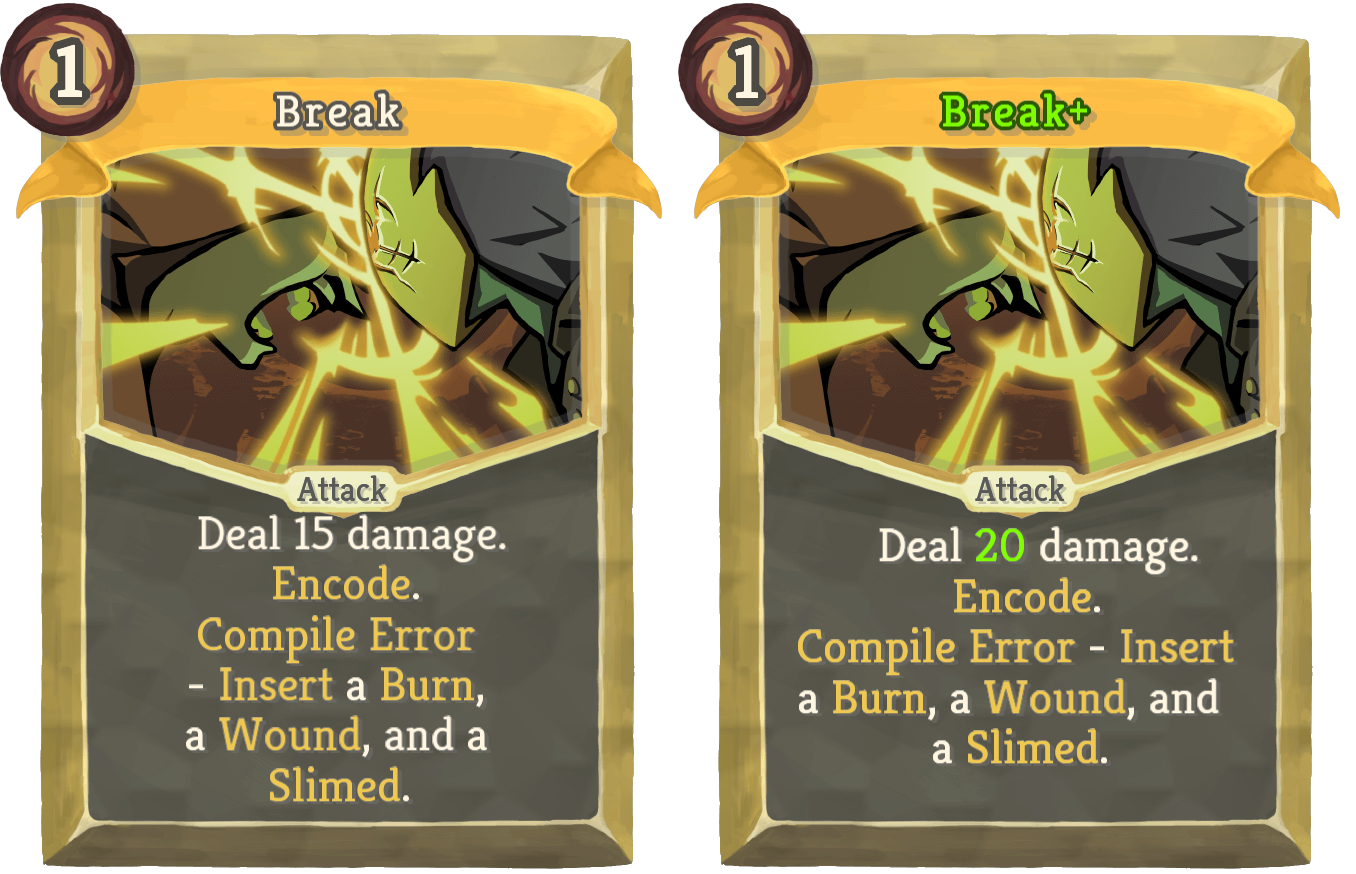 1
Break
Attack
Deal 15 damage.
Encode.
Compile Error
- Insert a Burn,
a Wound, and a
Slimed.
1
Break+
Attack
Deal 20 damage.
Encode.
Compile Error - Insert
a Burn, a Wound, and
a Slimed.